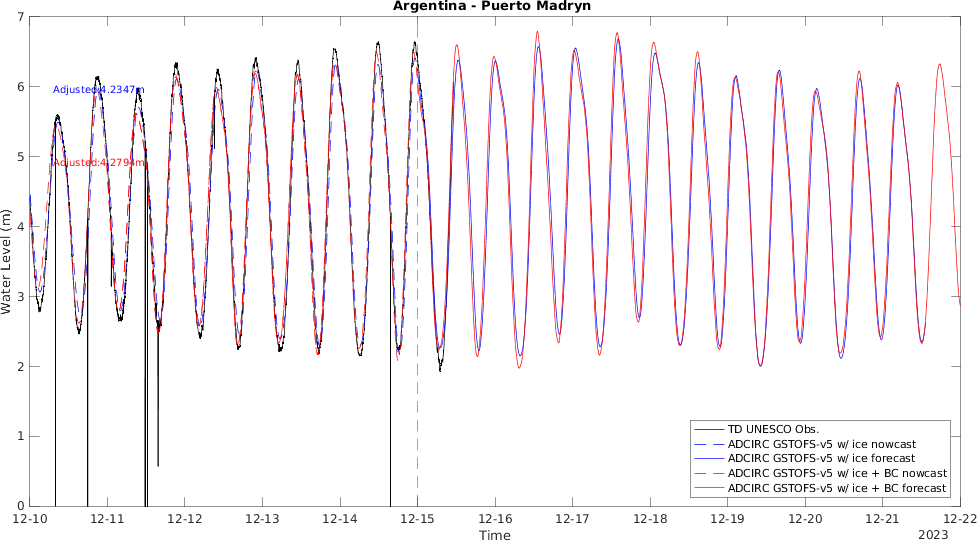 Argentina - Puerto Madryn
7
6
5
4
3
2
1
0
Water Level (m)
Adjusted:4.2347m
Adjusted:4.2794m
TD UNESCO Obs.
ADCIRC GSTOFS-v5 w/ ice nowcast
ADCIRC GSTOFS-v5 w/ ice forecast
ADCIRC GSTOFS-v5 w/ ice + BC nowcast
ADCIRC GSTOFS-v5 w/ ice + BC forecast
12-10 12-11 12-12 12-13 12-14 12-15 12-16 12-17 12-18 12-19 12-20 12-21 12-22
Time
2023